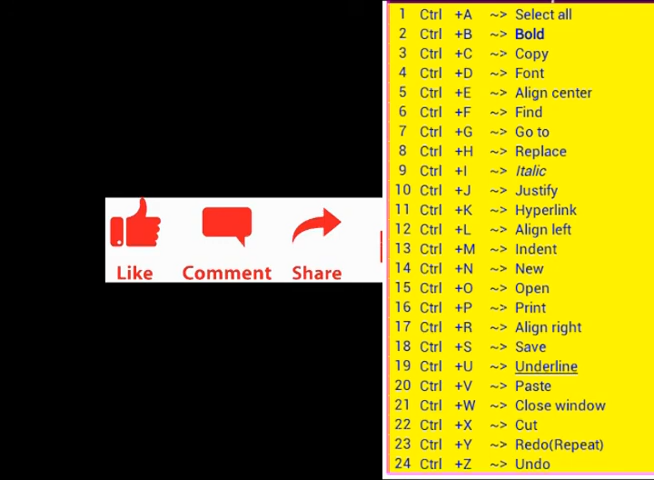 Like Comment Share
1 Ctrl +A ~> Select all
2 Ctrl +B ~> Bold
3 Ctrl +C ~> Copy
4 Ctrl +D ~> Font
5 Ctrl +E ~> Align center
6 Ctrl +F ~> Find
7 Ctrl +G ~> Go to
8 Ctrl +H ~> Replace
9 Ctrl +I ~> Italic
10 Ctrl +J ~> Justify
11 Ctrl +K ~> Hyperlink
12 Ctrl +L ~> Align left
13 Ctrl +M ~> Indent
14 Ctrl +N ~> New
15 Ctrl +O ~> Open
16 Ctrl +P ~> Print
17 Ctrl +R ~> Align right
18 Ctrl +S ~> Save
19 Ctrl +U ~> Underline
20 Ctrl +V ~> Paste
21 Ctrl +W ~> Close window
22 Ctrl +X ~> Cut
23 Ctrl +Y ~> Redo(Repeat)
24 Ctrl +Z ~> Undo